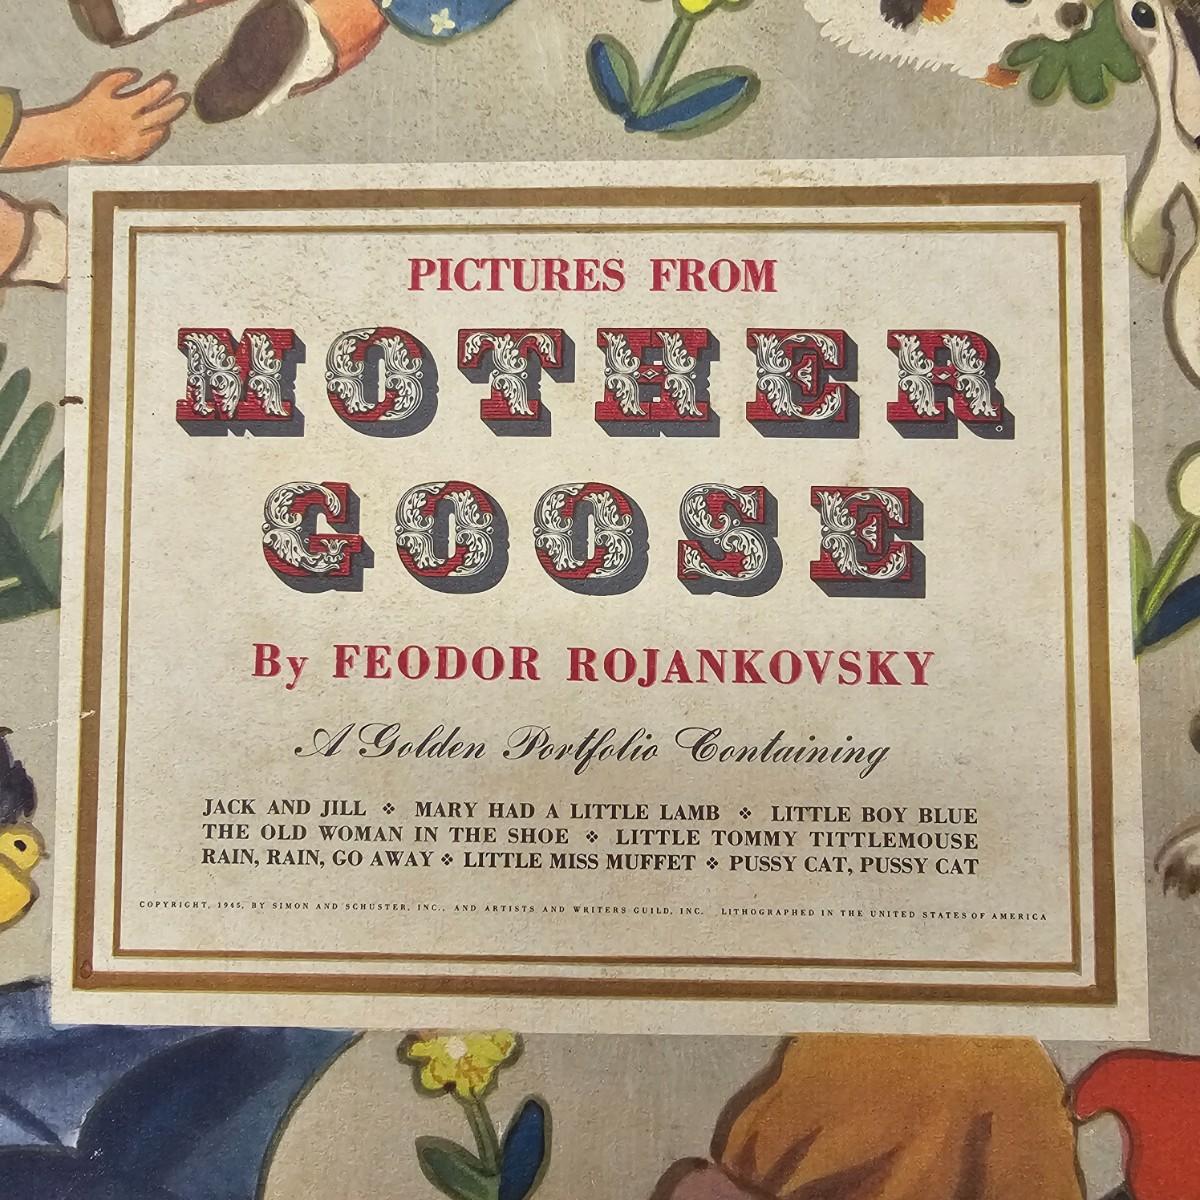 PICTURES FROM
MOTHER
GOOSE
By FEODOR ROJANKOVSKY
A Golden Portfolio Containing
JACK AND JILL ❖ MARY HAD A LITTLE LAMB ❖ LITTLE BOY BLUE
THE OLD WOMAN IN THE SHOE ❖ LITTLE TOMMY TITTLEMOUSE
RAIN, RAIN, GO AWAY ❖ LITTLE MISS MUFFET ❖ PUSSY CAT, PUSSY CAT
COPYRIGHT, 1945, BY SIMON AND SCHUSTER, INC., AND ARTISTS AND WRITERS GUILD, INC. LITHOGRAPHED IN THE UNITED STATES OF AMERICA